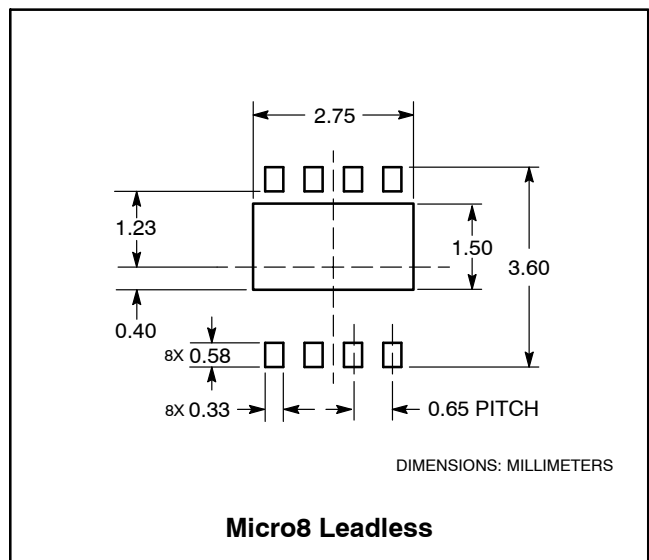 2.75
1.23
1.50
3.60
0.40
8X 0.58
8X 0.33
0.65 PITCH
DIMENSIONS: MILLIMETERS
Micro8 Leadless